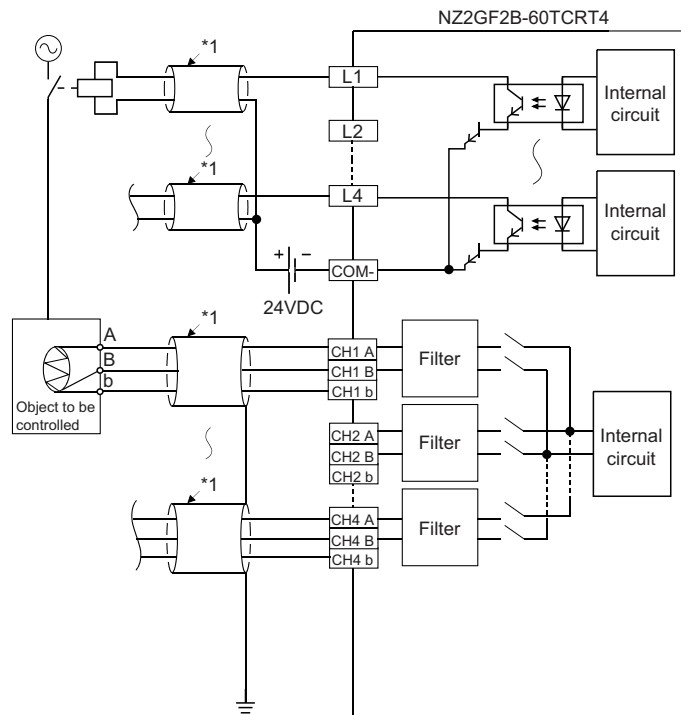 NZ2GF2B-60TCRT4
*1
L1
Internal
circuit
L2
*1
L4
Internal
circuit
+
−
COM-
24VDC
*1
A
B
b
Object to be
controlled
CH1 A
CH1 B
CH1 b
Filter
CH2 A
CH2 B
CH2 b
Filter
Internal
circuit
*1
CH4 A
CH4 B
CH4 b
Filter